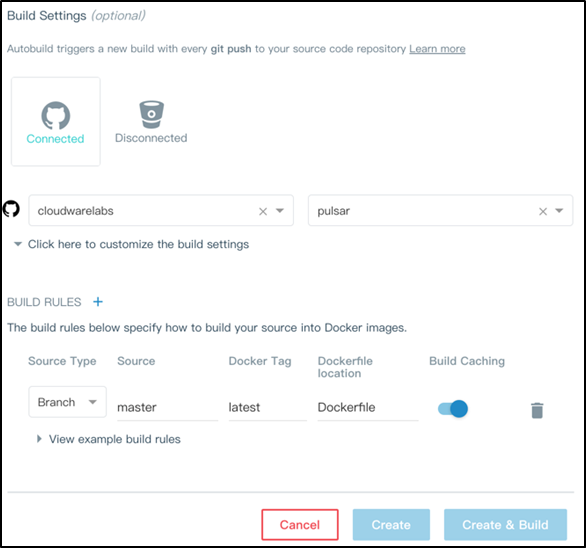 Build Settings (optional)
Autobuild triggers a new build with every git push to your source code repository Learn more
Connected
Disconnected
cloudwarelabs
pulsar
Click here to customize the build settings
BUILD RULES +
The build rules below specify how to build your source into Docker images.
Source Type Source Docker Tag Dockerfile location Build Caching
Branch master latest Dockerfile
View example build rules
Cancel Create Create & Build